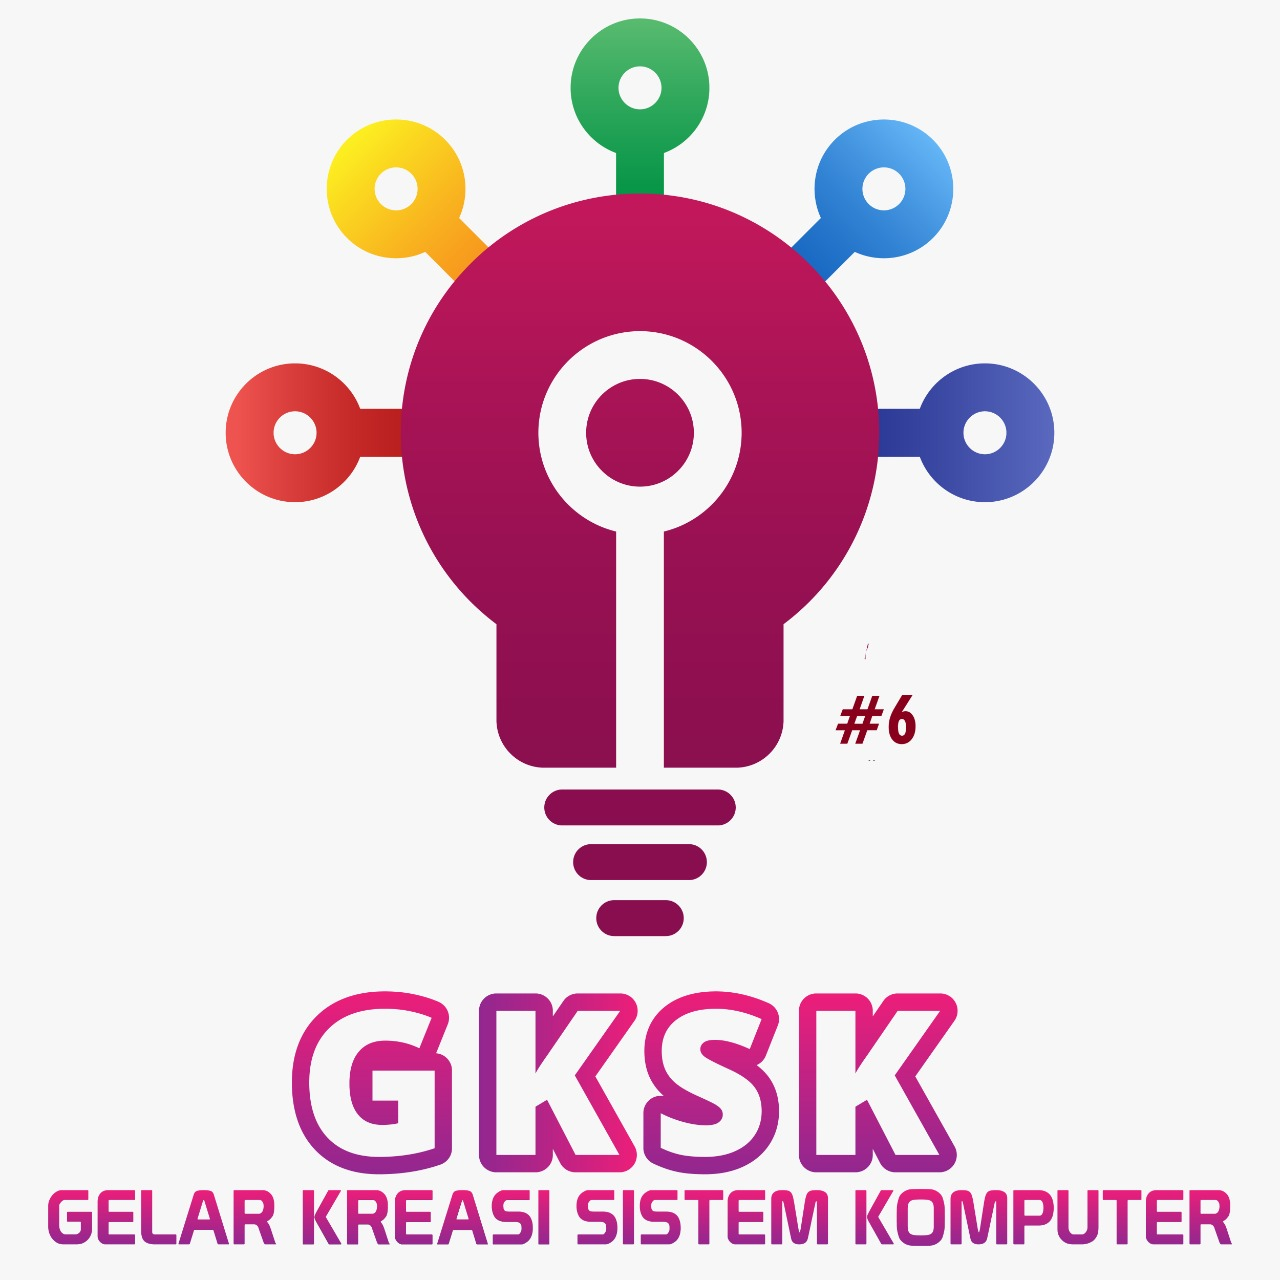 #6
GKSK
GELAR KREASI SISTEM KOMPUTER